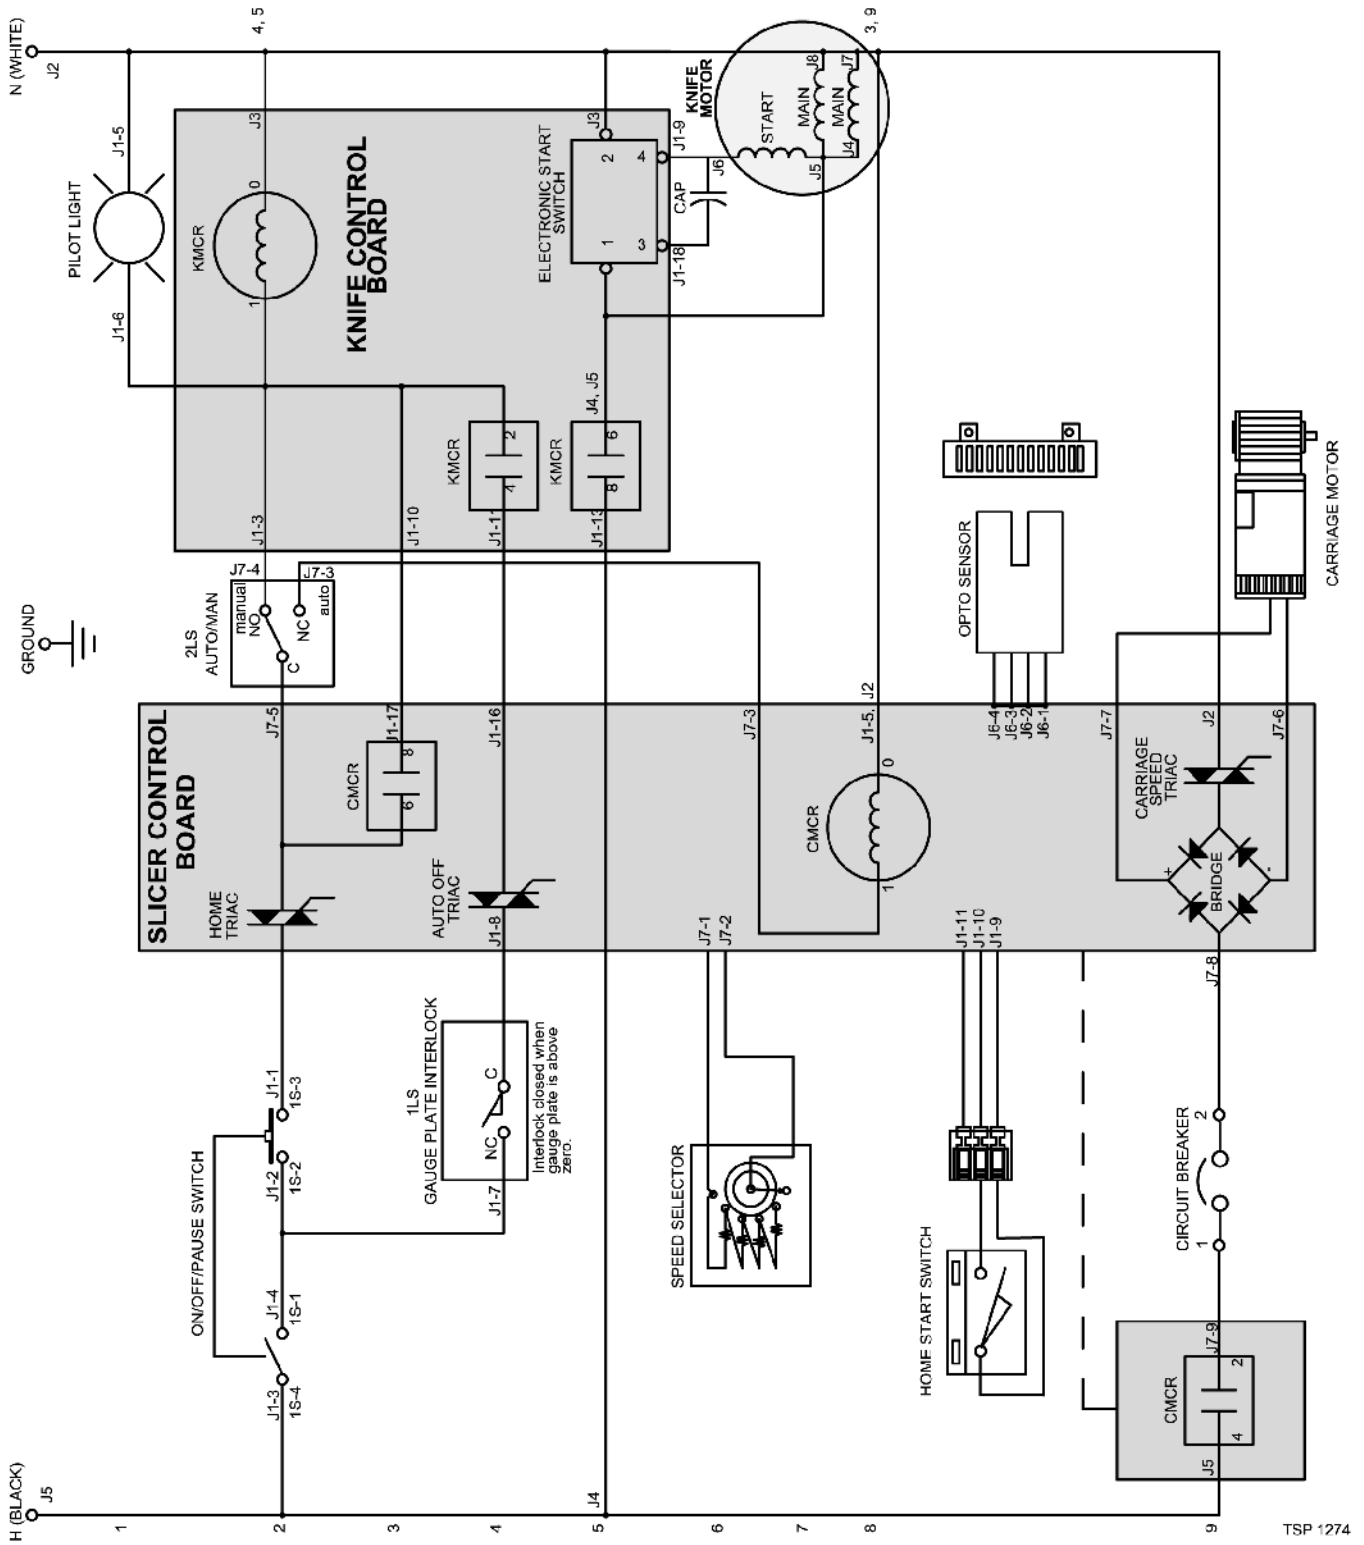 N (WHITE)
J2
4, 5
3, 9
PILOT LIGHT
J1-5
J1-6
J3
KMCR
0
1
KNIFE CONTROL
BOARD
ELECTRONIC START
SWITCH
J3
2
4
1
3
J1-9
J1-18
CAP
J6
KNIFE
MOTOR
START
MAIN
MAIN
J8
J7
J5
J4
KMCR
2
4
KMCR
6
8
J4, J5
J1-3
J1-10
J1-11
J1-13
GROUND
2LS
AUTO/MAN
J7-4
J7-3
manual
NO
NC
auto
C
OPTO SENSOR
CARRIAGE MOTOR
SLICER CONTROL
BOARD
J7-5
J1-17
J1-16
J7-3
J1-5, J2
J6-4
J6-3
J6-2
J6-1
J7-7
J2
J7-6
CMCR
8
6
HOME
TRIAC
AUTO OFF
TRIAC
J1-8
CMCR
0
1
CARRIAGE
SPEED
TRIAC
BRIDGE
+
-
J7-1
J7-2
J1-11
J1-10
J1-9
J7-8
ON/OFF/PAUSE SWITCH
J1-1
1S-3
J1-2
1S-2
J1-4
1S-1
J1-3
1S-4
1LS
GAUGE PLATE INTERLOCK
C
NC
Interlock closed when
gauge plate is above
zero.
J1-7
SPEED SELECTOR
HOME START SWITCH
CIRCUIT BREAKER
2
1
J7-9
CMCR
2
4
J5
H (BLACK)
J5
J4
1
2
3
4
5
6
7
8
9
TSP 1274